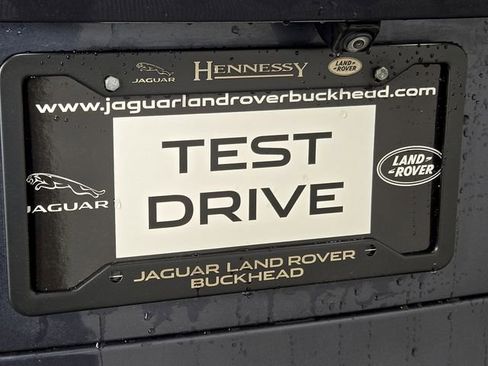 JAGUAR HENNESSY LAND ROVER
www.jaguarlandroverbuckhead.com
TEST
DRIVE
JAGUAR
LAND ROVER
JAGUAR LAND ROVER
BUCKHEAD